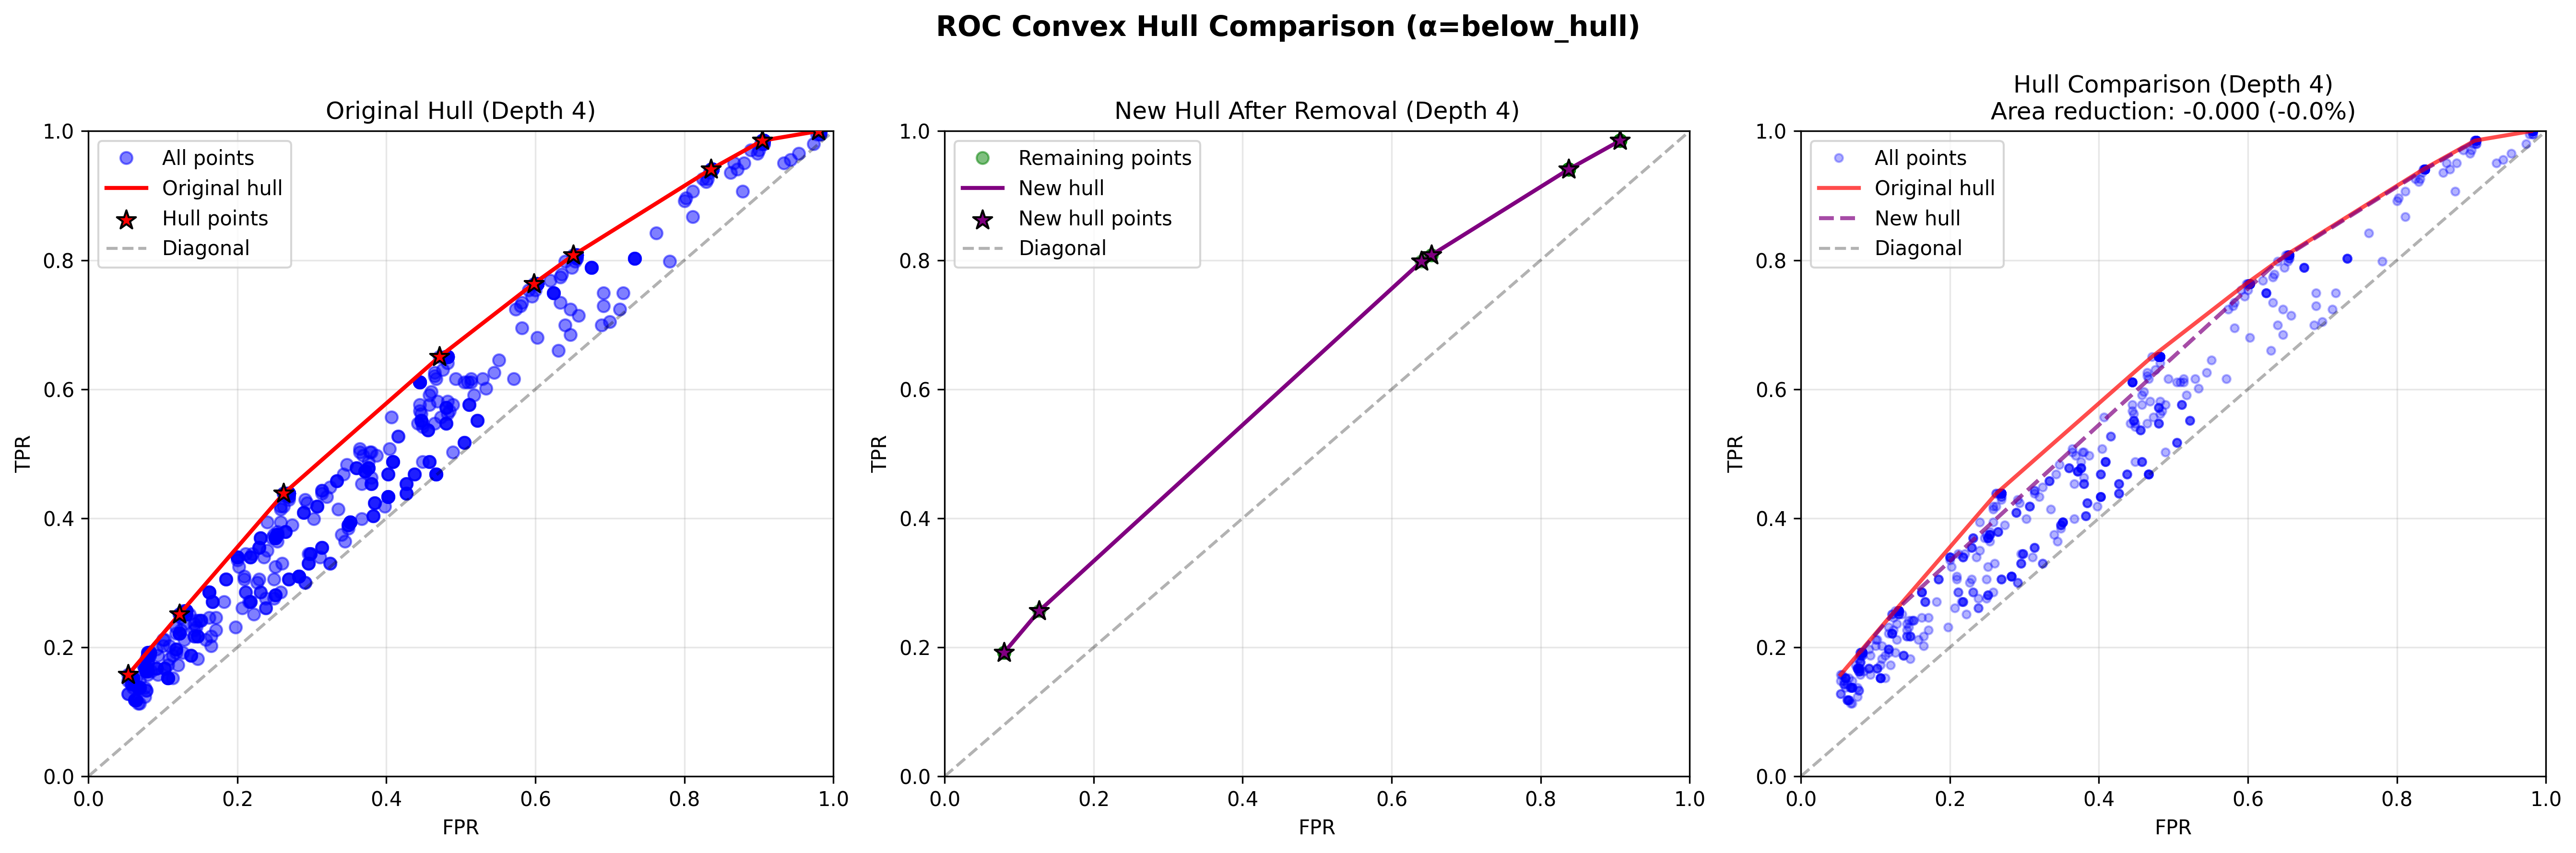 ROC Convex Hull Comparison (α=below_hull)
Original Hull (Depth 4)
All points
Original hull
Hull points
Diagonal
TPR
1.0
0.8
0.6
0.4
0.2
0.0
0.0 0.2 0.4 0.6 0.8 1.0
FPR
New Hull After Removal (Depth 4)
Remaining points
New hull
New hull points
Diagonal
TPR
1.0
0.8
0.6
0.4
0.2
0.0
0.0 0.2 0.4 0.6 0.8 1.0
FPR
Hull Comparison (Depth 4)
Area reduction: -0.000 (-0.0%)
All points
Original hull
New hull
Diagonal
TPR
1.0
0.8
0.6
0.4
0.2
0.0
0.0 0.2 0.4 0.6 0.8 1.0
FPR